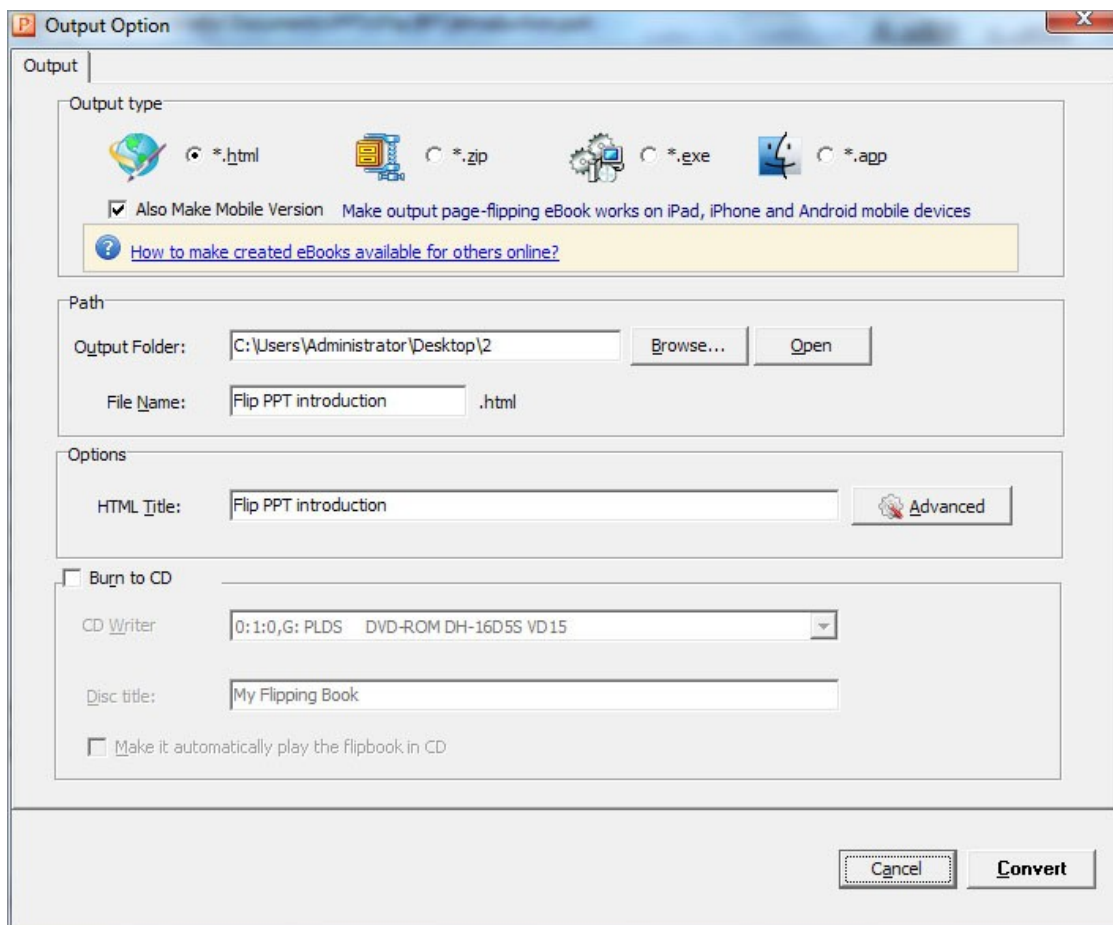 Output Option
Output
Output type
*.html *.zip *.exe *.app
Also Make Mobile Version Make output page-flipping eBook works on iPad, iPhone and Android mobile devices
How to make created eBooks available for others online?
Path
Output Folder: C:\Users\Administrator\Desktop\2 Browse... Open
File Name: Flip PPT introduction .html
Options
HTML Title: Flip PPT introduction Advanced
Burn to CD
CD Writer 0:1:0,G: PLDS DVD-ROM DH-16D5S VD15
Disc title: My Flipping Book
Make it automatically play the flipbook in CD
Cancel Convert